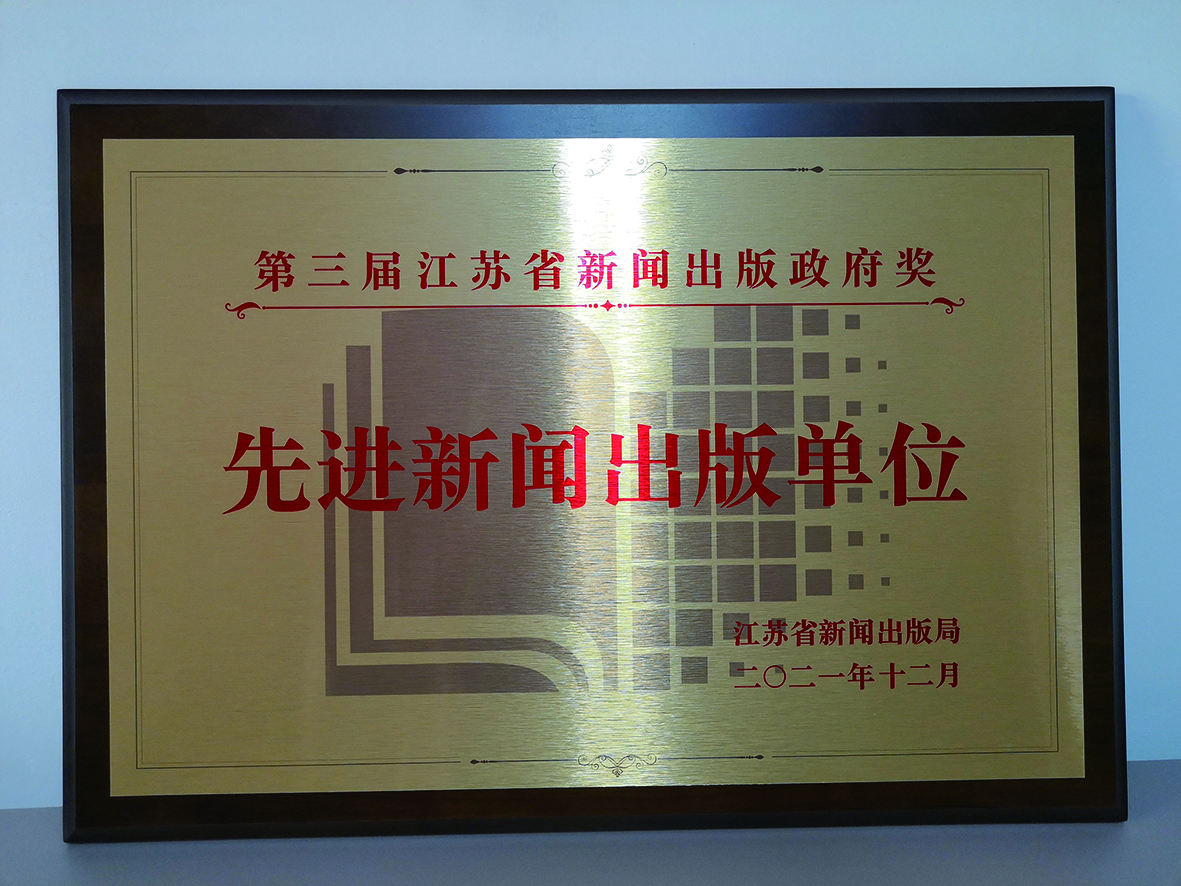 第三届江苏省新闻出版政府奖
先进新闻出版单位
江苏省新闻出版局
二〇二一年十二月